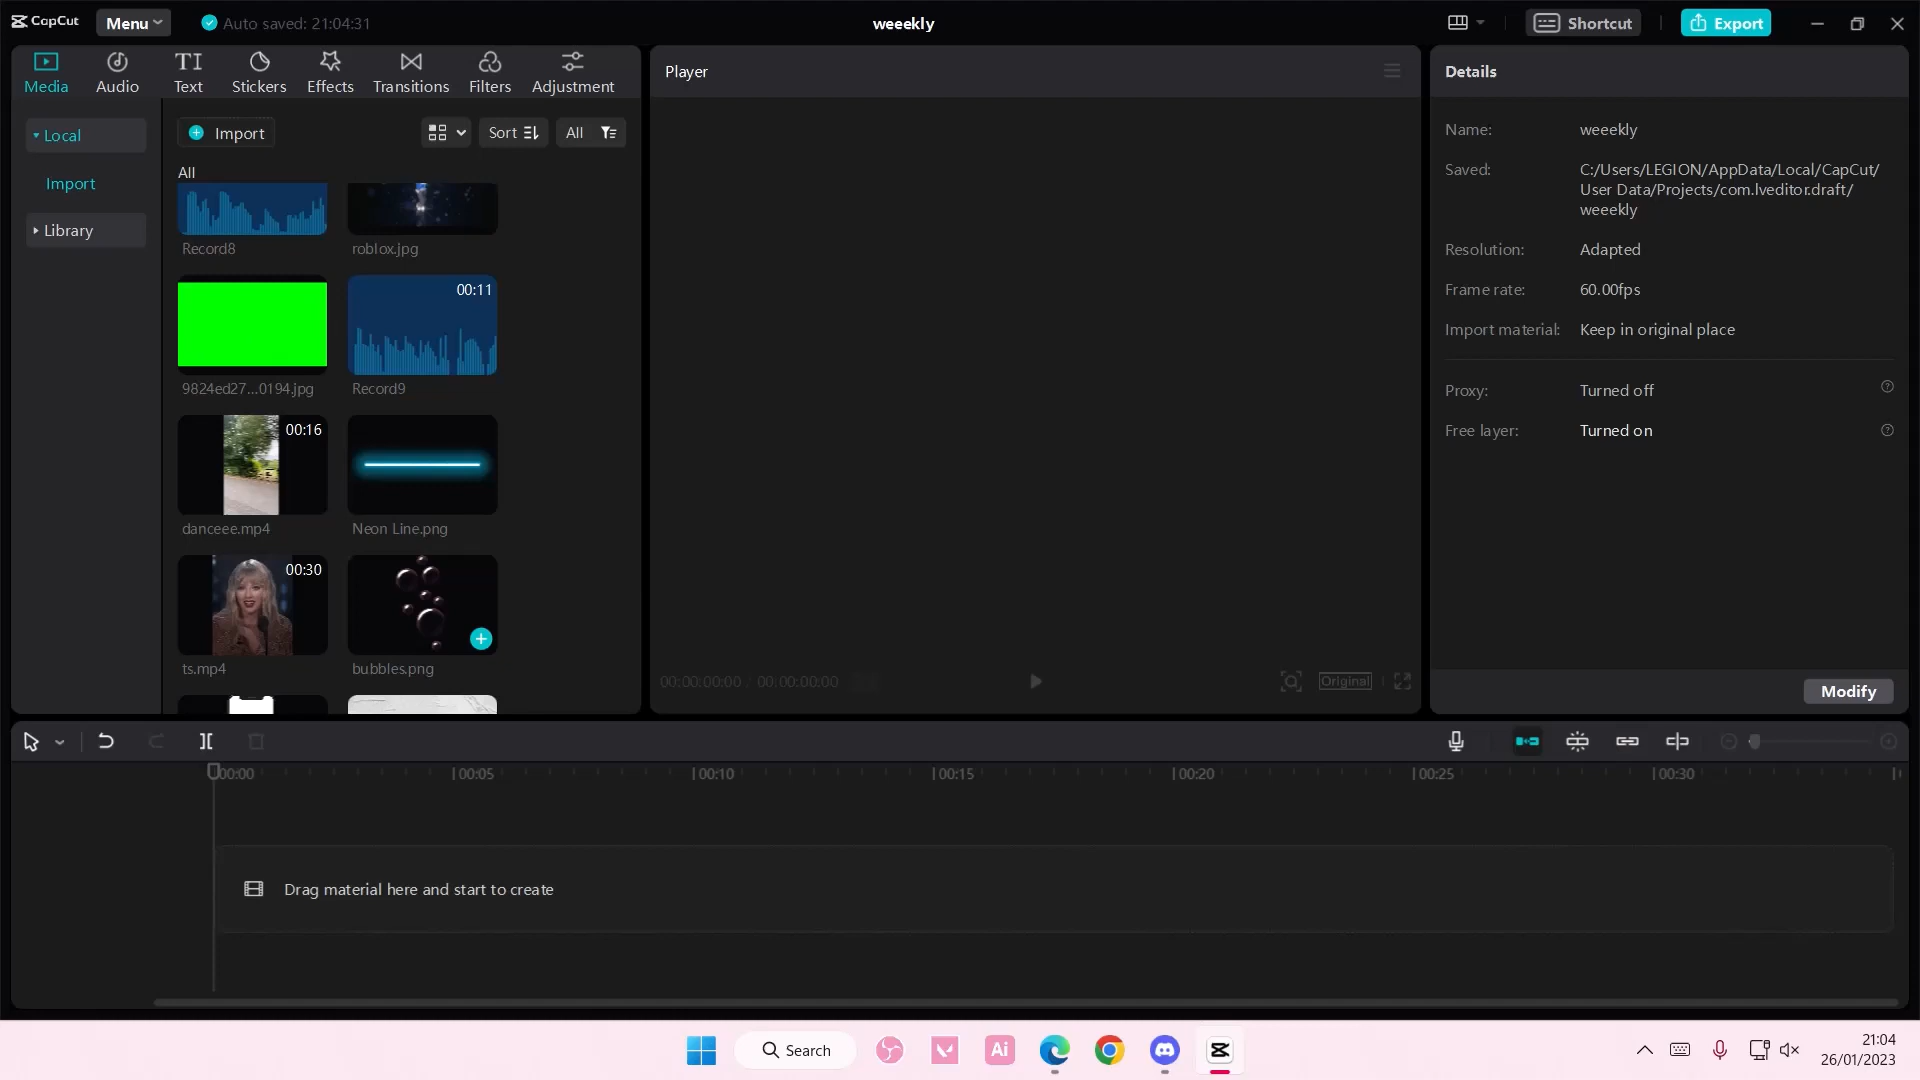 CapCut
Menu
Auto saved: 21:04:31
weeekly
Shortcut
Export
Media
Audio
TI
Text
Stickers
Effects
Transitions
Filters
Adjustment
Player
Details
Local
Import
Library
Import
Sort
All
All
Record8
roblox.jpg
00:11
9824ed27...0194.jpg
Record9
00:16
danceee.mp4
Neon Line.png
00:30
ts.mp4
bubbles.png
00:00:00:00 / 00:00:00:00
Original
Name:
weeekly
Saved:
C:/Users/LEGION/AppData/Local/CapCut/
User Data/Projects/com.lveditor.draft/
weeekly
Resolution:
Adapted
Frame rate:
60.00fps
Import material:
Keep in original place
Proxy:
Turned off
Free layer:
Turned on
Modify
00:00
00:05
00:10
00:15
00:20
00:25
00:30
Drag material here and start to create
Search
Ai
21:04
26/01/2023